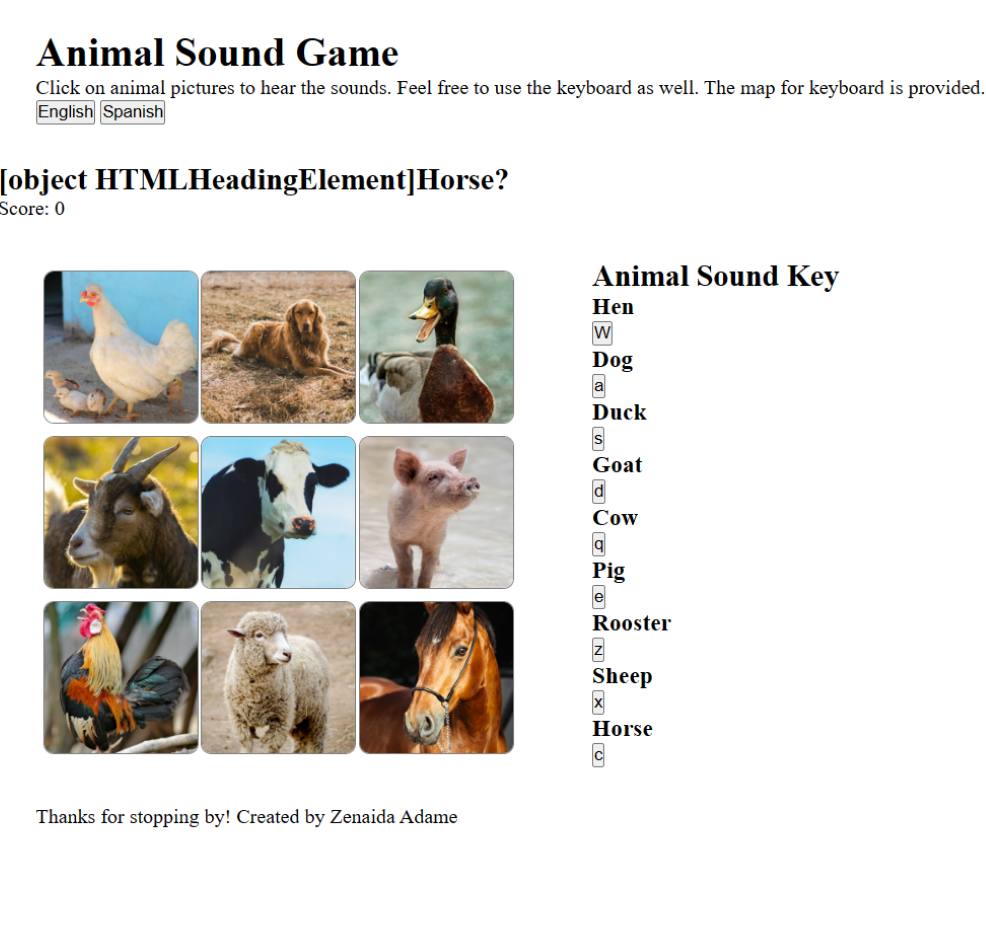 Animal Sound Game
Click on animal pictures to hear the sounds. Feel free to use the keyboard as well. The map for keyboard is provided.
English Spanish
[object HTMLHeadingElement]Horse?
Score: 0
Animal Sound Key
Hen
W
Dog
a
Duck
s
Goat
d
Cow
q
Pig
e
Rooster
z
Sheep
x
Horse
c
Thanks for stopping by! Created by Zenaida Adame